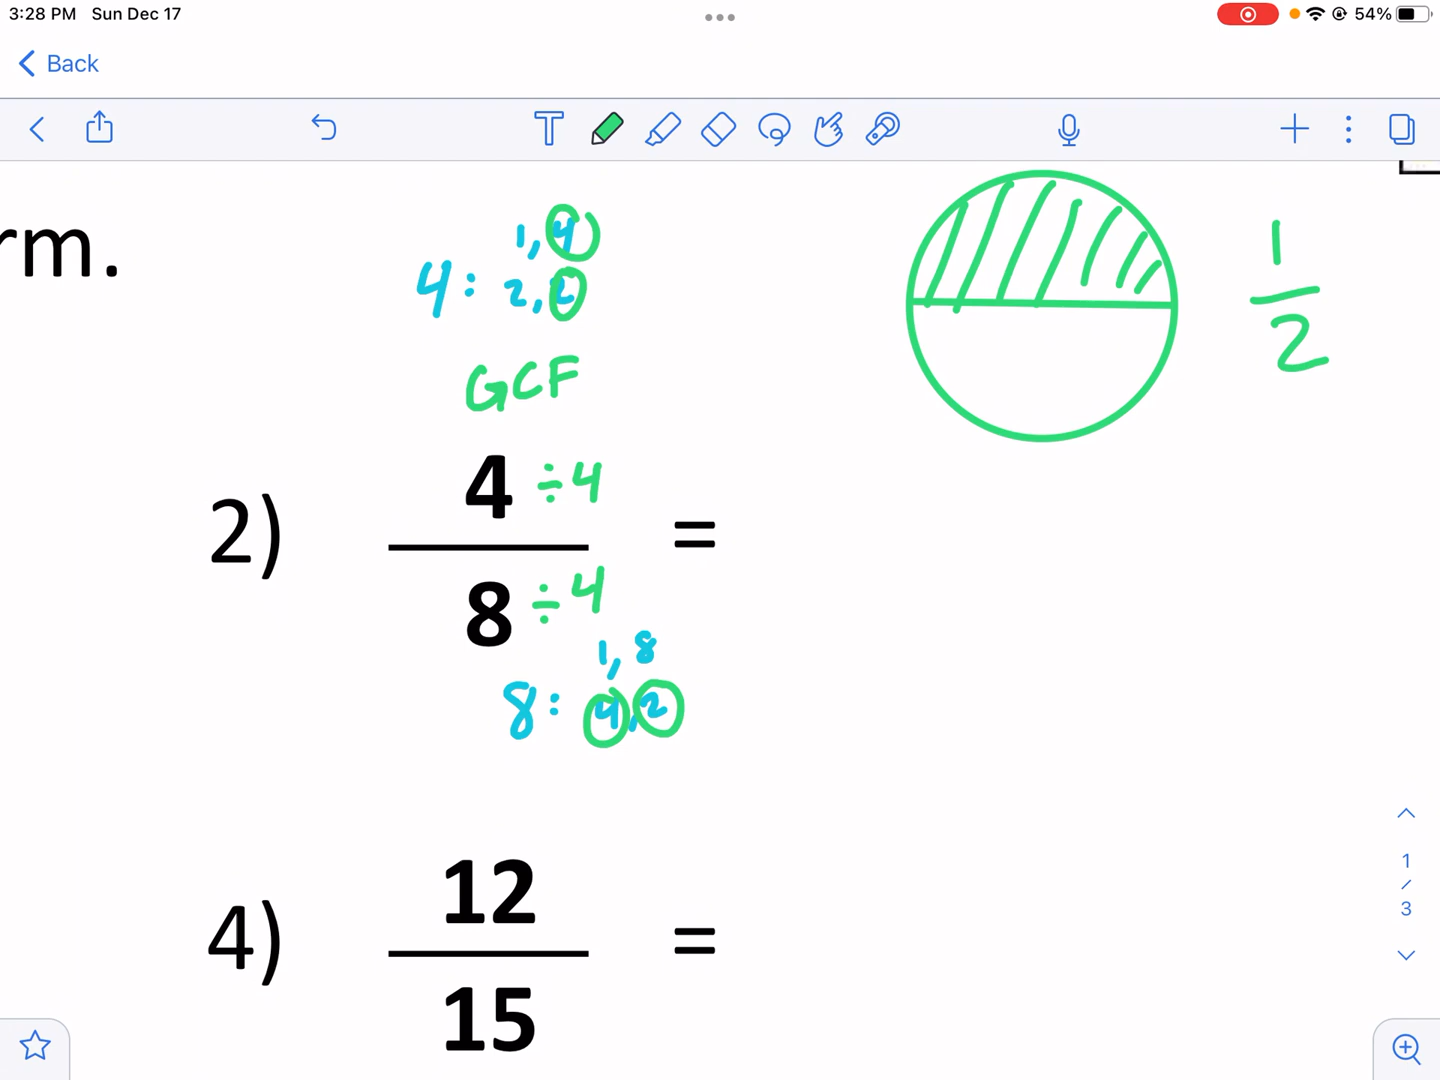 3:28 PM Sun Dec 17
54%
Back
rm.
1, 4
4: 2, 2
GCF
1
2
2)
4 ÷4
8 ÷4
=
1, 8
8: 4, 2
4)
12
15
=
1
/
3